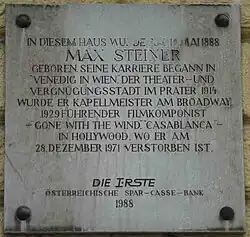 IN DIESEM HAUS WU DE AM 10. MAI 1888
MAX STEINER
GEBOREN. SEINE KARRIERE BEGANN IN
"VENEDIG IN WIEN" DER THEATER-UND
VERGNÜGUNGSSTADT IM PRATER. 1914
WURDE ER KAPELLMEISTER AM BROADWAY,
1929 FÜHRENDER FILMKOMPONIST
-GONE WITH THE WIND, CASABLANCA-
IN HOLLYWOOD, WO ER AM
28. DEZEMBER 1971 VERSTORBEN IST.
DIE ERSTE
ÖSTERREICHISCHE SPAR-CASSE-BANK
1988